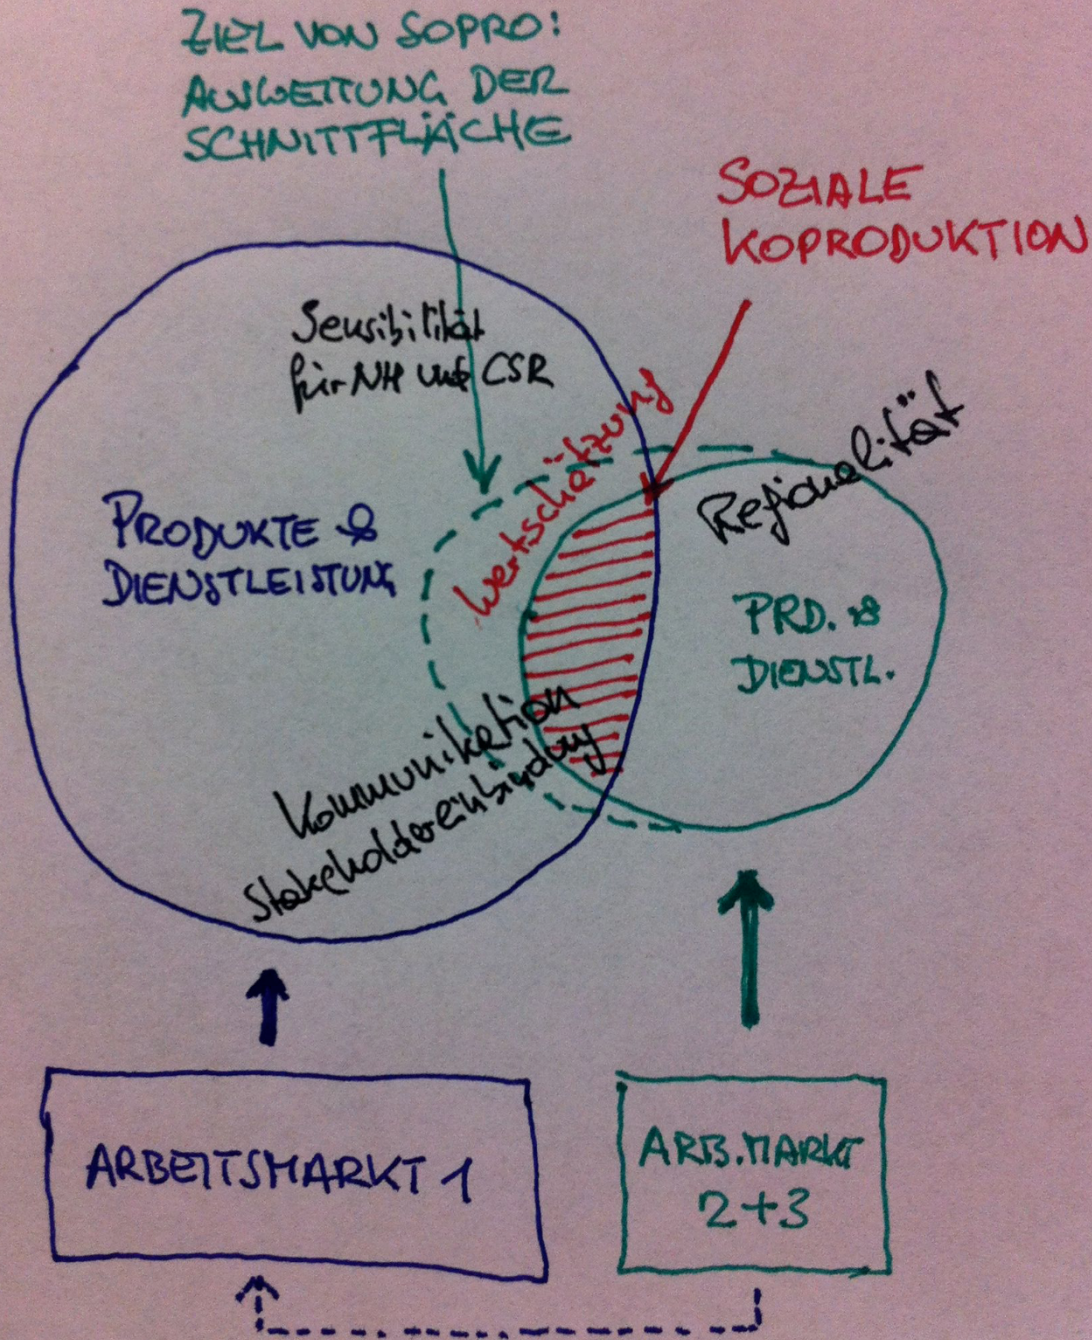 ZIEL VON SOPRO:
AUSWEITUNG DER
SCHNITTFLÄCHE
SOZIALE
KOPRODUKTION
Sensibilität
für NH und CSR
Wertschätzung
Regionalität
PRODUKTE &
DIENSTLEISTUNG
PRD. &
DIENSTL.
Kommunikation
Stakeholdereinbindung
ARBEITSMARKT 1
ARB.MARKT
2+3